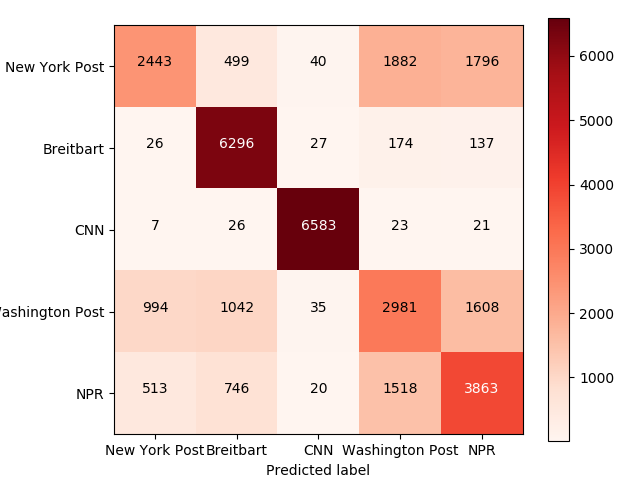 New York Post 2443 499 40 1882 1796
Breitbart 26 6296 27 174 137
CNN 7 26 6583 23 21
ashington Post 994 1042 35 2981 1608
NPR 513 746 20 1518 3863
New York Post Breitbart CNN Washington Post NPR
Predicted label
6000
5000
4000
3000
2000
1000